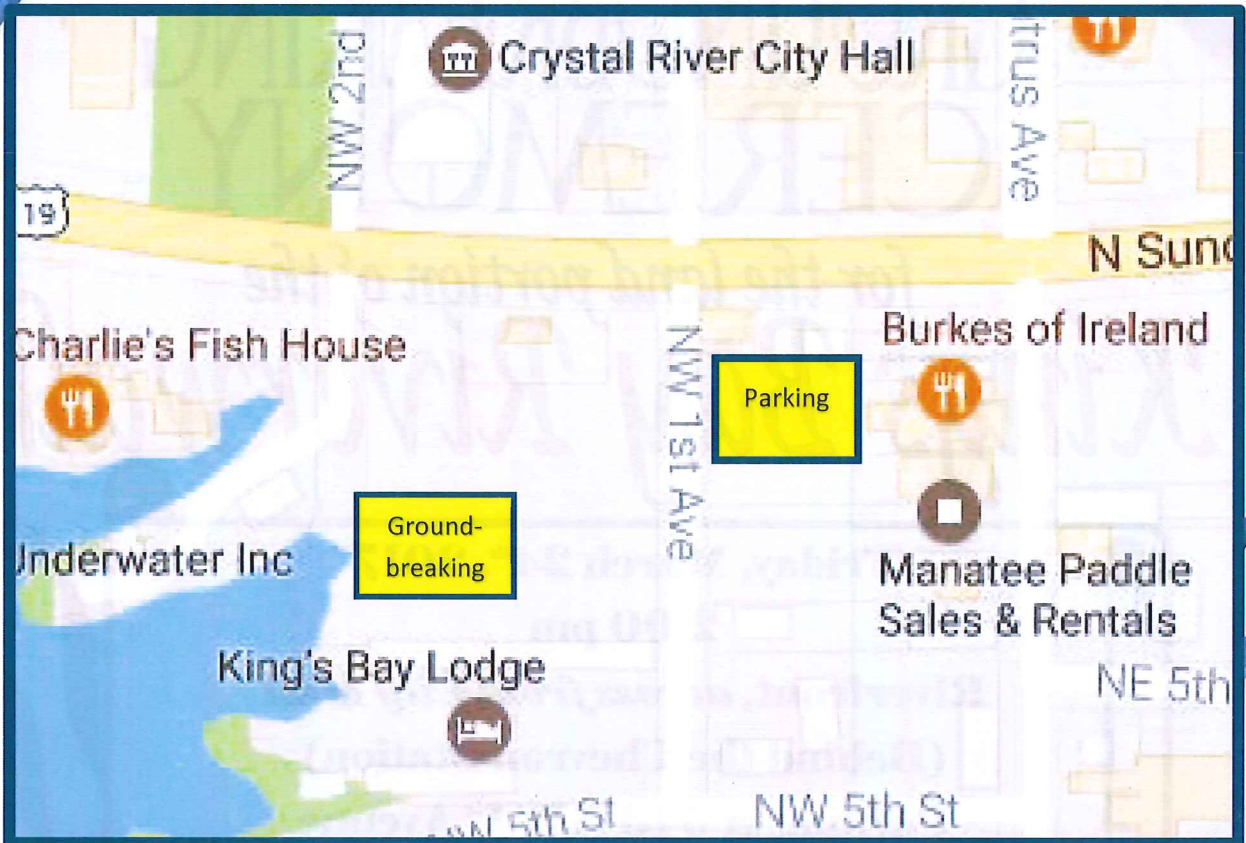 NW 2nd
Crystal River City Hall
itrus Ave
19
N Sunc
Charlie's Fish House
Burkes of Ireland
NW 1st Ave
Parking
Ground-
breaking
Underwater Inc
Manatee Paddle
Sales & Rentals
King's Bay Lodge
NE 5th
NW 5th St
NW 5th St